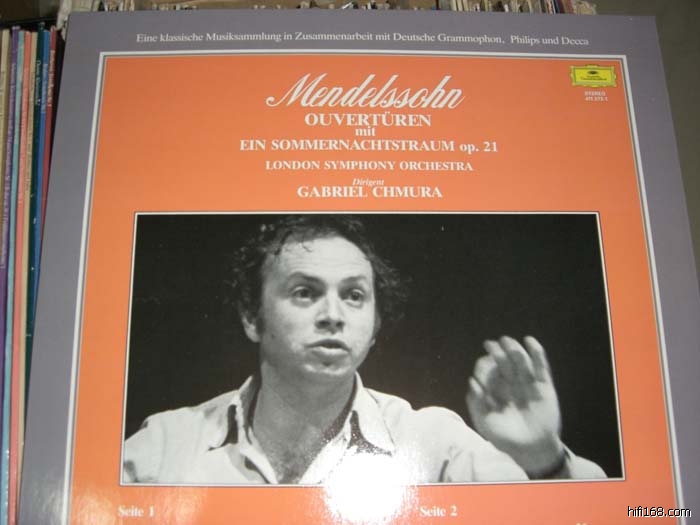 Eine klassische Musiksammlung in Zusammenarbeit mit Deutsche Grammophon, Philips und Decca
Mendelssohn
OUVERTÜREN
mit
EIN SOMMERNACHTSTRAUM op. 21
LONDON SYMPHONY ORCHESTRA
Dirigent
GABRIEL CHMURA
STEREO
Seite 1
Seite 2
hifi168.com